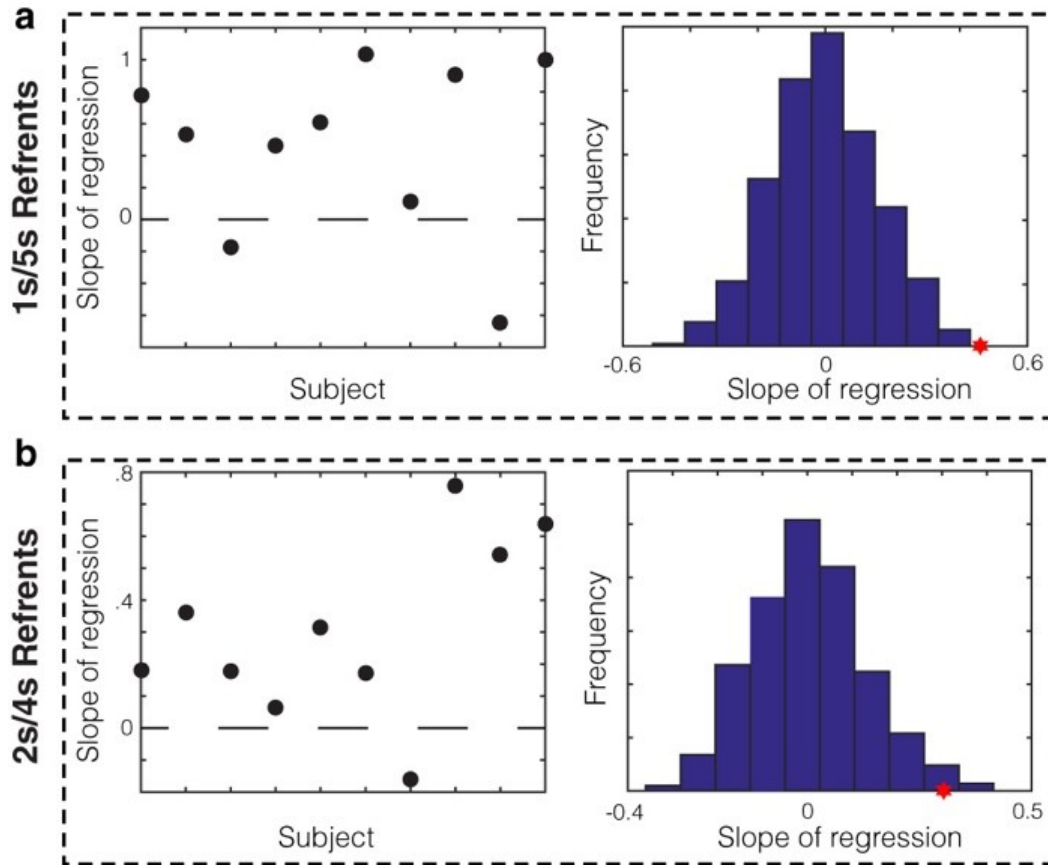 a
1s/5s Refrents
Slope of regression
1
0
Subject
Frequency
-0.6
0
0.6
Slope of regression
b
2s/4s Refrents
Slope of regression
.8
.4
0
Subject
Frequency
-0.4
0
0.5
Slope of regression